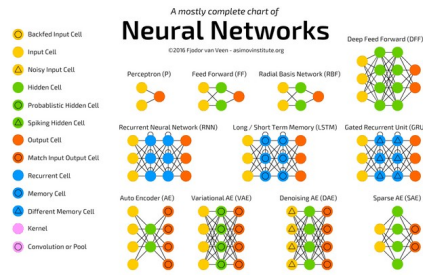 A mostly complete chart of
Neural Networks
©2016 Fjodor van Veen - asimovinstitute.org
Backfed Input Cell
Input Cell
Noisy Input Cell
Hidden Cell
Probablistic Hidden Cell
Spiking Hidden Cell
Output Cell
Match Input Output Cell
Recurrent Cell
Memory Cell
Different Memory Cell
Kernel
Convolution or Pool
Perceptron (P)
Feed Forward (FF)
Radial Basis Network (RBF)
Deep Feed Forward (DFF)
Recurrent Neural Network (RNN)
Long / Short Term Memory (LSTM)
Gated Recurrent Unit (GRU
Auto Encoder (AE)
Variational AE (VAE)
Denoising AE (DAE)
Sparse AE (SAE)